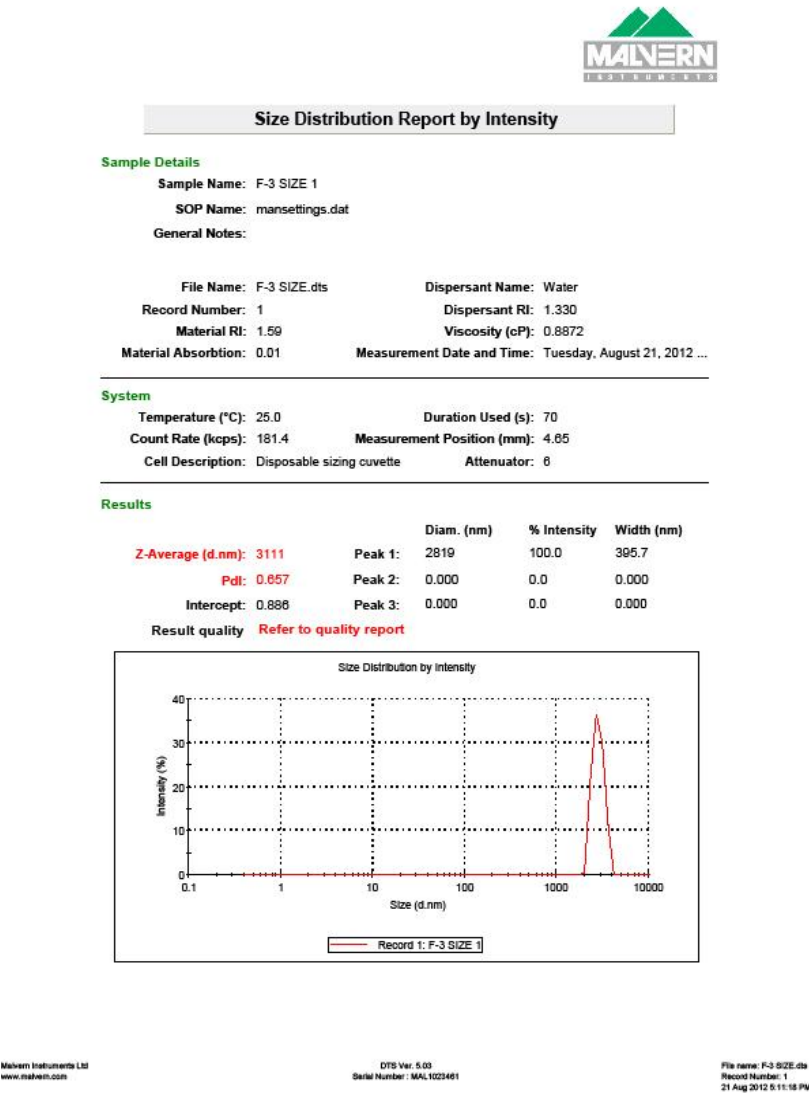 MALVERN
INSTRUMENTS
Size Distribution Report by Intensity
Sample Details
Sample Name: F-3 SIZE 1
SOP Name: mansettings.dat
General Notes:
File Name: F-3 SIZE.dts Dispersant Name: Water
Record Number: 1 Dispersant RI: 1.330
Material RI: 1.59 Viscosity (cP): 0.8872
Material Absorbtion: 0.01 Measurement Date and Time: Tuesday, August 21, 2012 ...
System
Temperature (°C): 25.0 Duration Used (s): 70
Count Rate (kcps): 181.4 Measurement Position (mm): 4.65
Cell Description: Disposable sizing cuvette Attenuator: 6
Results
Diam. (nm) % Intensity Width (nm)
Z-Average (d.nm): 3111 Peak 1: 2819 100.0 395.7
PdI: 0.657 Peak 2: 0.000 0.0 0.000
Intercept: 0.886 Peak 3: 0.000 0.0 0.000
Result quality Refer to quality report
Size Distribution by Intensity
Intensity (%)
40
30
20
10
0
0.1 1 10 100 1000 10000
Size (d.nm)
Record 1: F-3 SIZE 1
Malvern Instruments Ltd DTS Ver. 5.03 File name: F-3 SIZE.dts
www.malvern.com Serial Number : MAL1023461 Record Number: 1
21 Aug 2012 5:11:18 PM